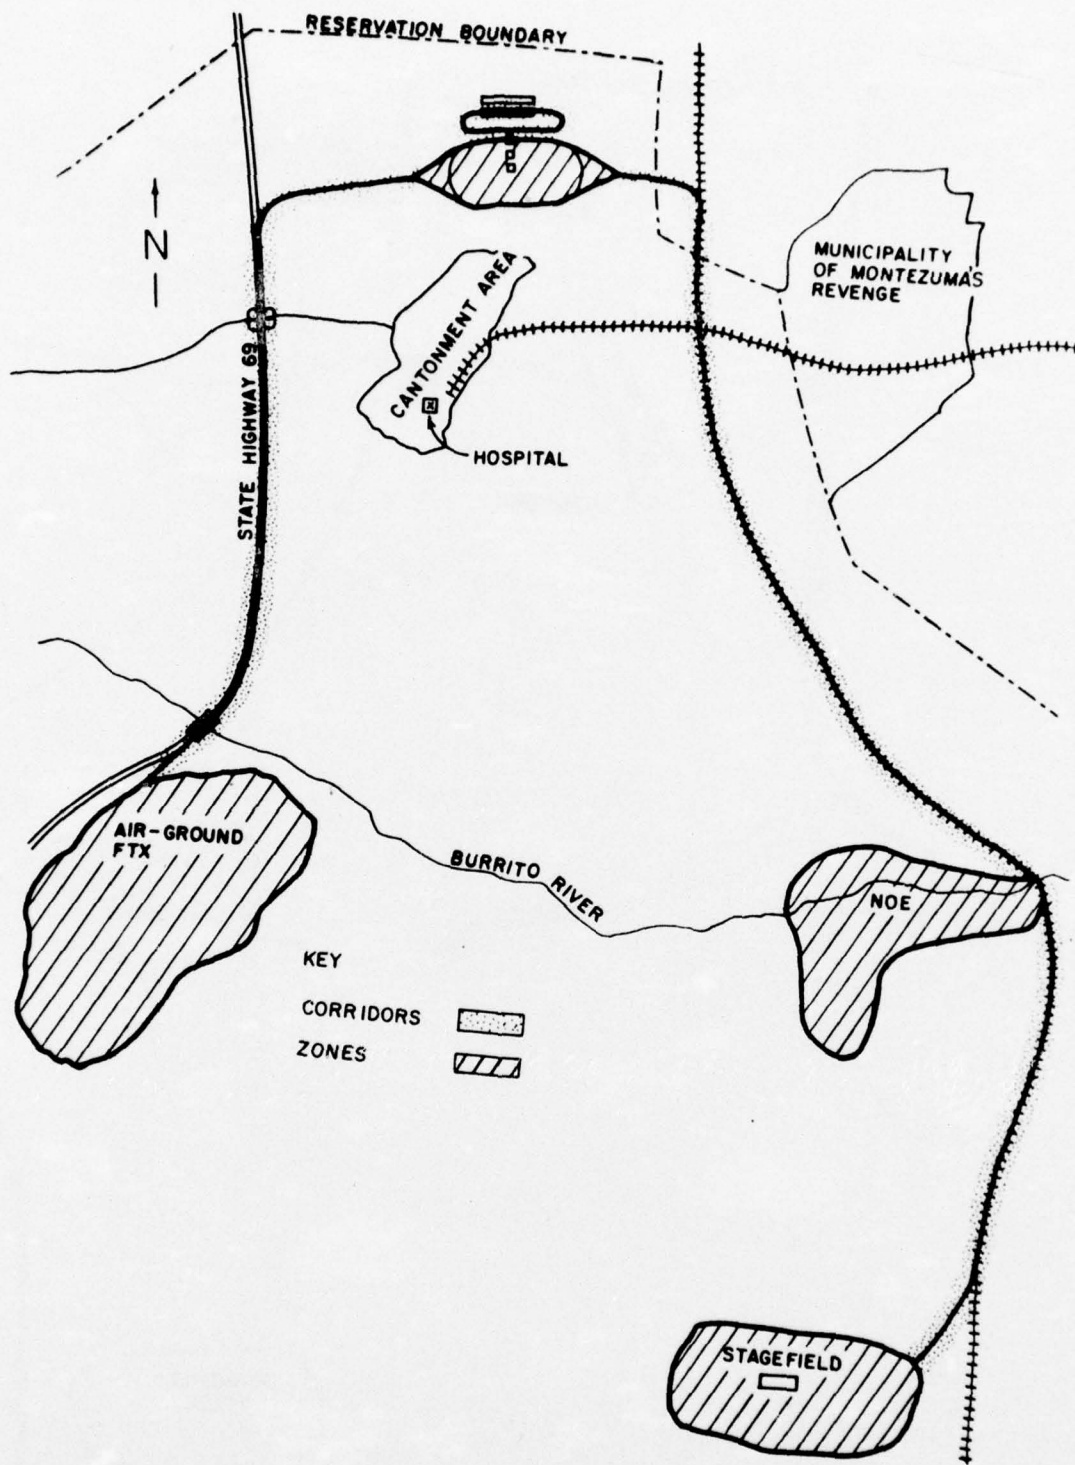 RESERVATION BOUNDARY
N
MUNICIPALITY
OF MONTEZUMA'S
REVENGE
CANTONMENT AREA
STATE HIGHWAY 69
HOSPITAL
AIR-GROUND
FTX
BURRITO RIVER
NOE
KEY
CORRIDORS
ZONES
STAGEFIELD